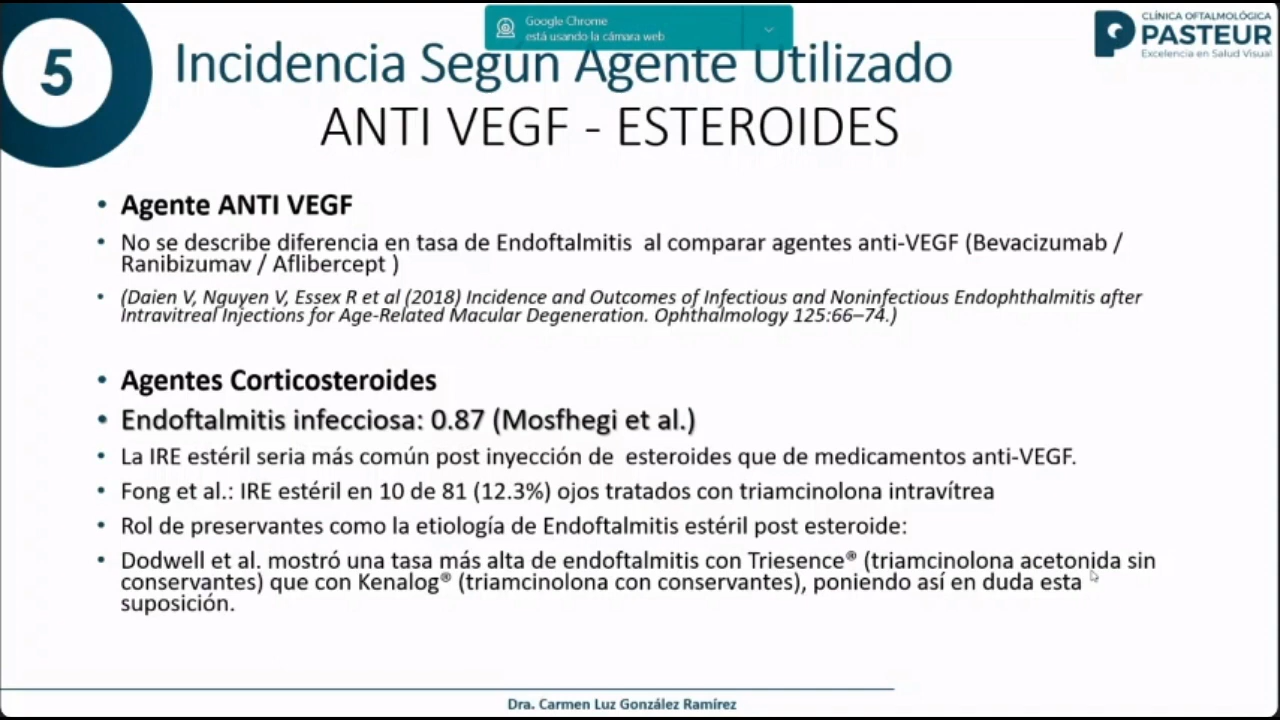 Google Chrome
está usando la cámara web
CLÍNICA OFTALMOLÓGICA
PASTEUR
Excelencia en Salud Visual
5
Incidencia Según Agente Utilizado
ANTI VEGF - ESTEROIDES
• Agente ANTI VEGF
• No se describe diferencia en tasa de Endoftalmitis al comparar agentes anti-VEGF (Bevacizumab /
Ranibizumav / Aflibercept )
• (Daien V, Nguyen V, Essex R et al (2018) Incidence and Outcomes of Infectious and Noninfectious Endophthalmitis after
Intravitreal Injections for Age-Related Macular Degeneration. Ophthalmology 125:66–74.)
• Agentes Corticosteroides
• Endoftalmitis infecciosa: 0.87 (Mosfhegi et al.)
• La IRE estéril seria más común post inyección de esteroides que de medicamentos anti-VEGF.
• Fong et al.: IRE estéril en 10 de 81 (12.3%) ojos tratados con triamcinolona intravítrea
• Rol de preservantes como la etiología de Endoftalmitis estéril post esteroide:
• Dodwell et al. mostró una tasa más alta de endoftalmitis con Triesence® (triamcinolona acetonida sin
conservantes) que con Kenalog® (triamcinolona con conservantes), poniendo así en duda esta
suposición.
Dra. Carmen Luz González Ramírez